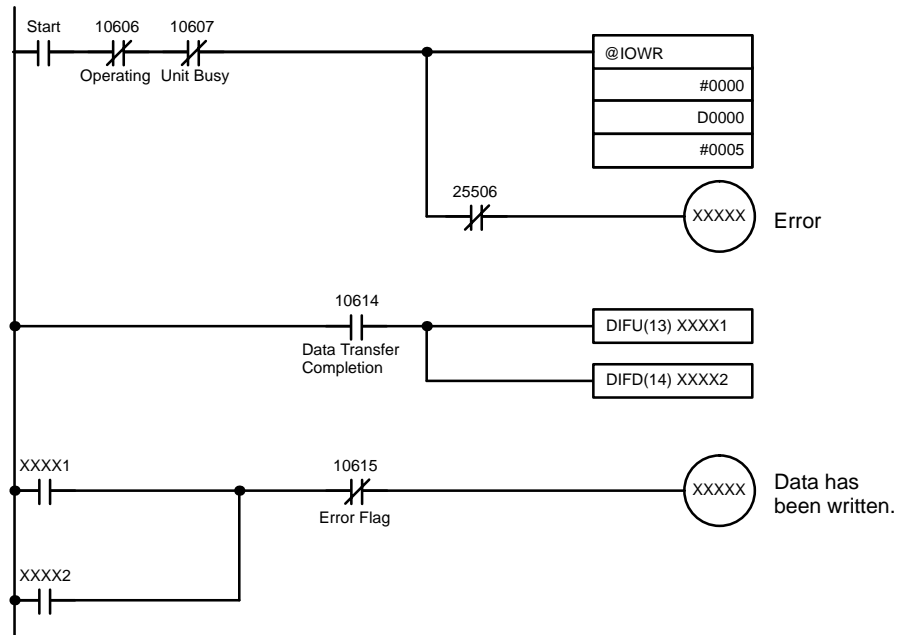 Start 10606 10607
Operating Unit Busy
@IOWR
#0000
D0000
#0005
25506
XXXXX Error
10614
Data Transfer
Completion
DIFU(13) XXXX1
DIFD(14) XXXX2
XXXX1
10615
Error Flag
XXXXX
Data has
been written.
XXXX2